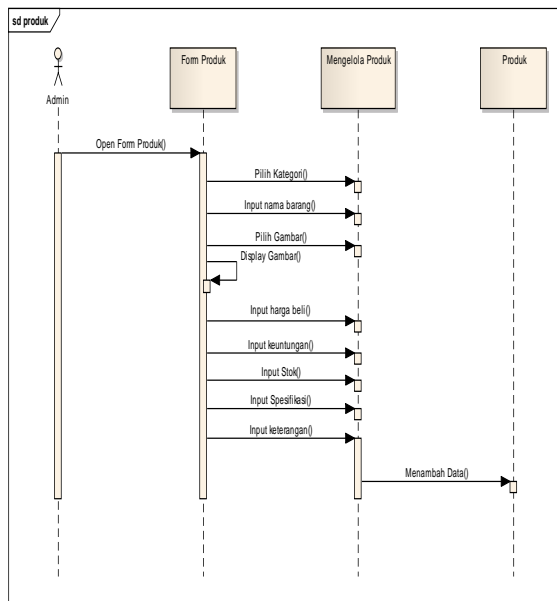 sd produk
Form Produk
Mengelola Produk
Produk
Admin
Open Form Produk()
Pilih Kategori()
Input nama barang()
Pilih Gambar()
Display Gambar()
Input harga beli()
Input keuntungan()
Input Stok()
Input Spesifikasi()
Input keterangan()
Menambah Data()